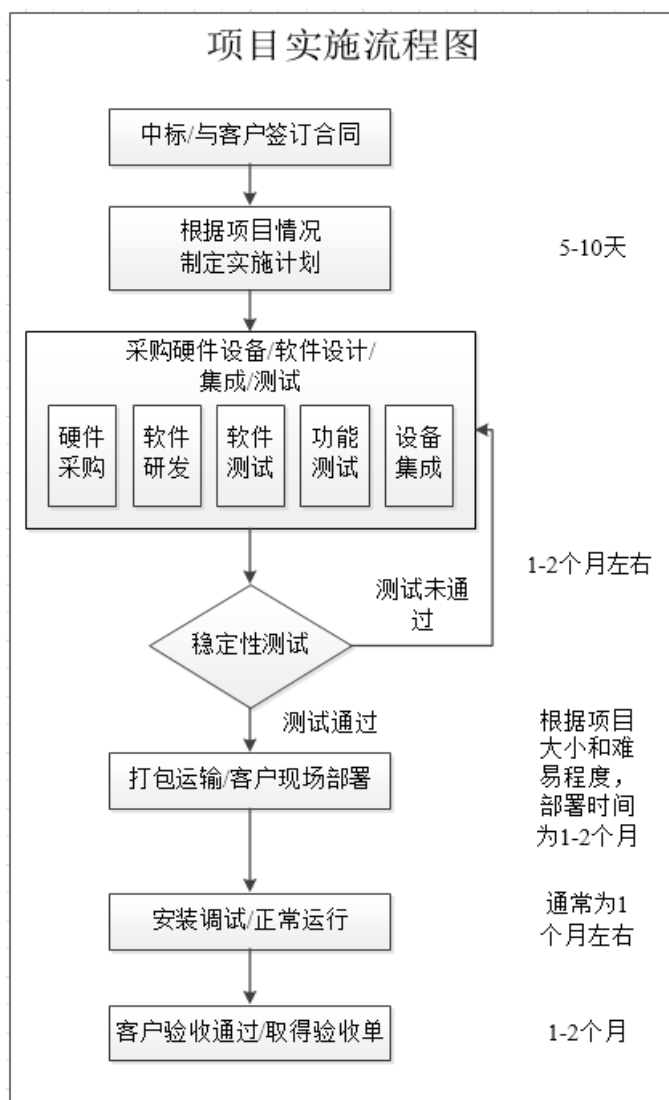 项目实施流程图
中标/与客户签订合同
根据项目情况
制定实施计划
5-10天
采购硬件设备/软件设计/
集成/测试
硬件
采购
软件
研发
软件
测试
功能
测试
设备
集成
1-2个月左右
测试未通
过
稳定性测试
测试通过
根据项目
大小和难
易程度，
部署时间
为1-2个月
打包运输/客户现场部署
安装调试/正常运行
通常为1
个月左右
客户验收通过/取得验收单
1-2个月